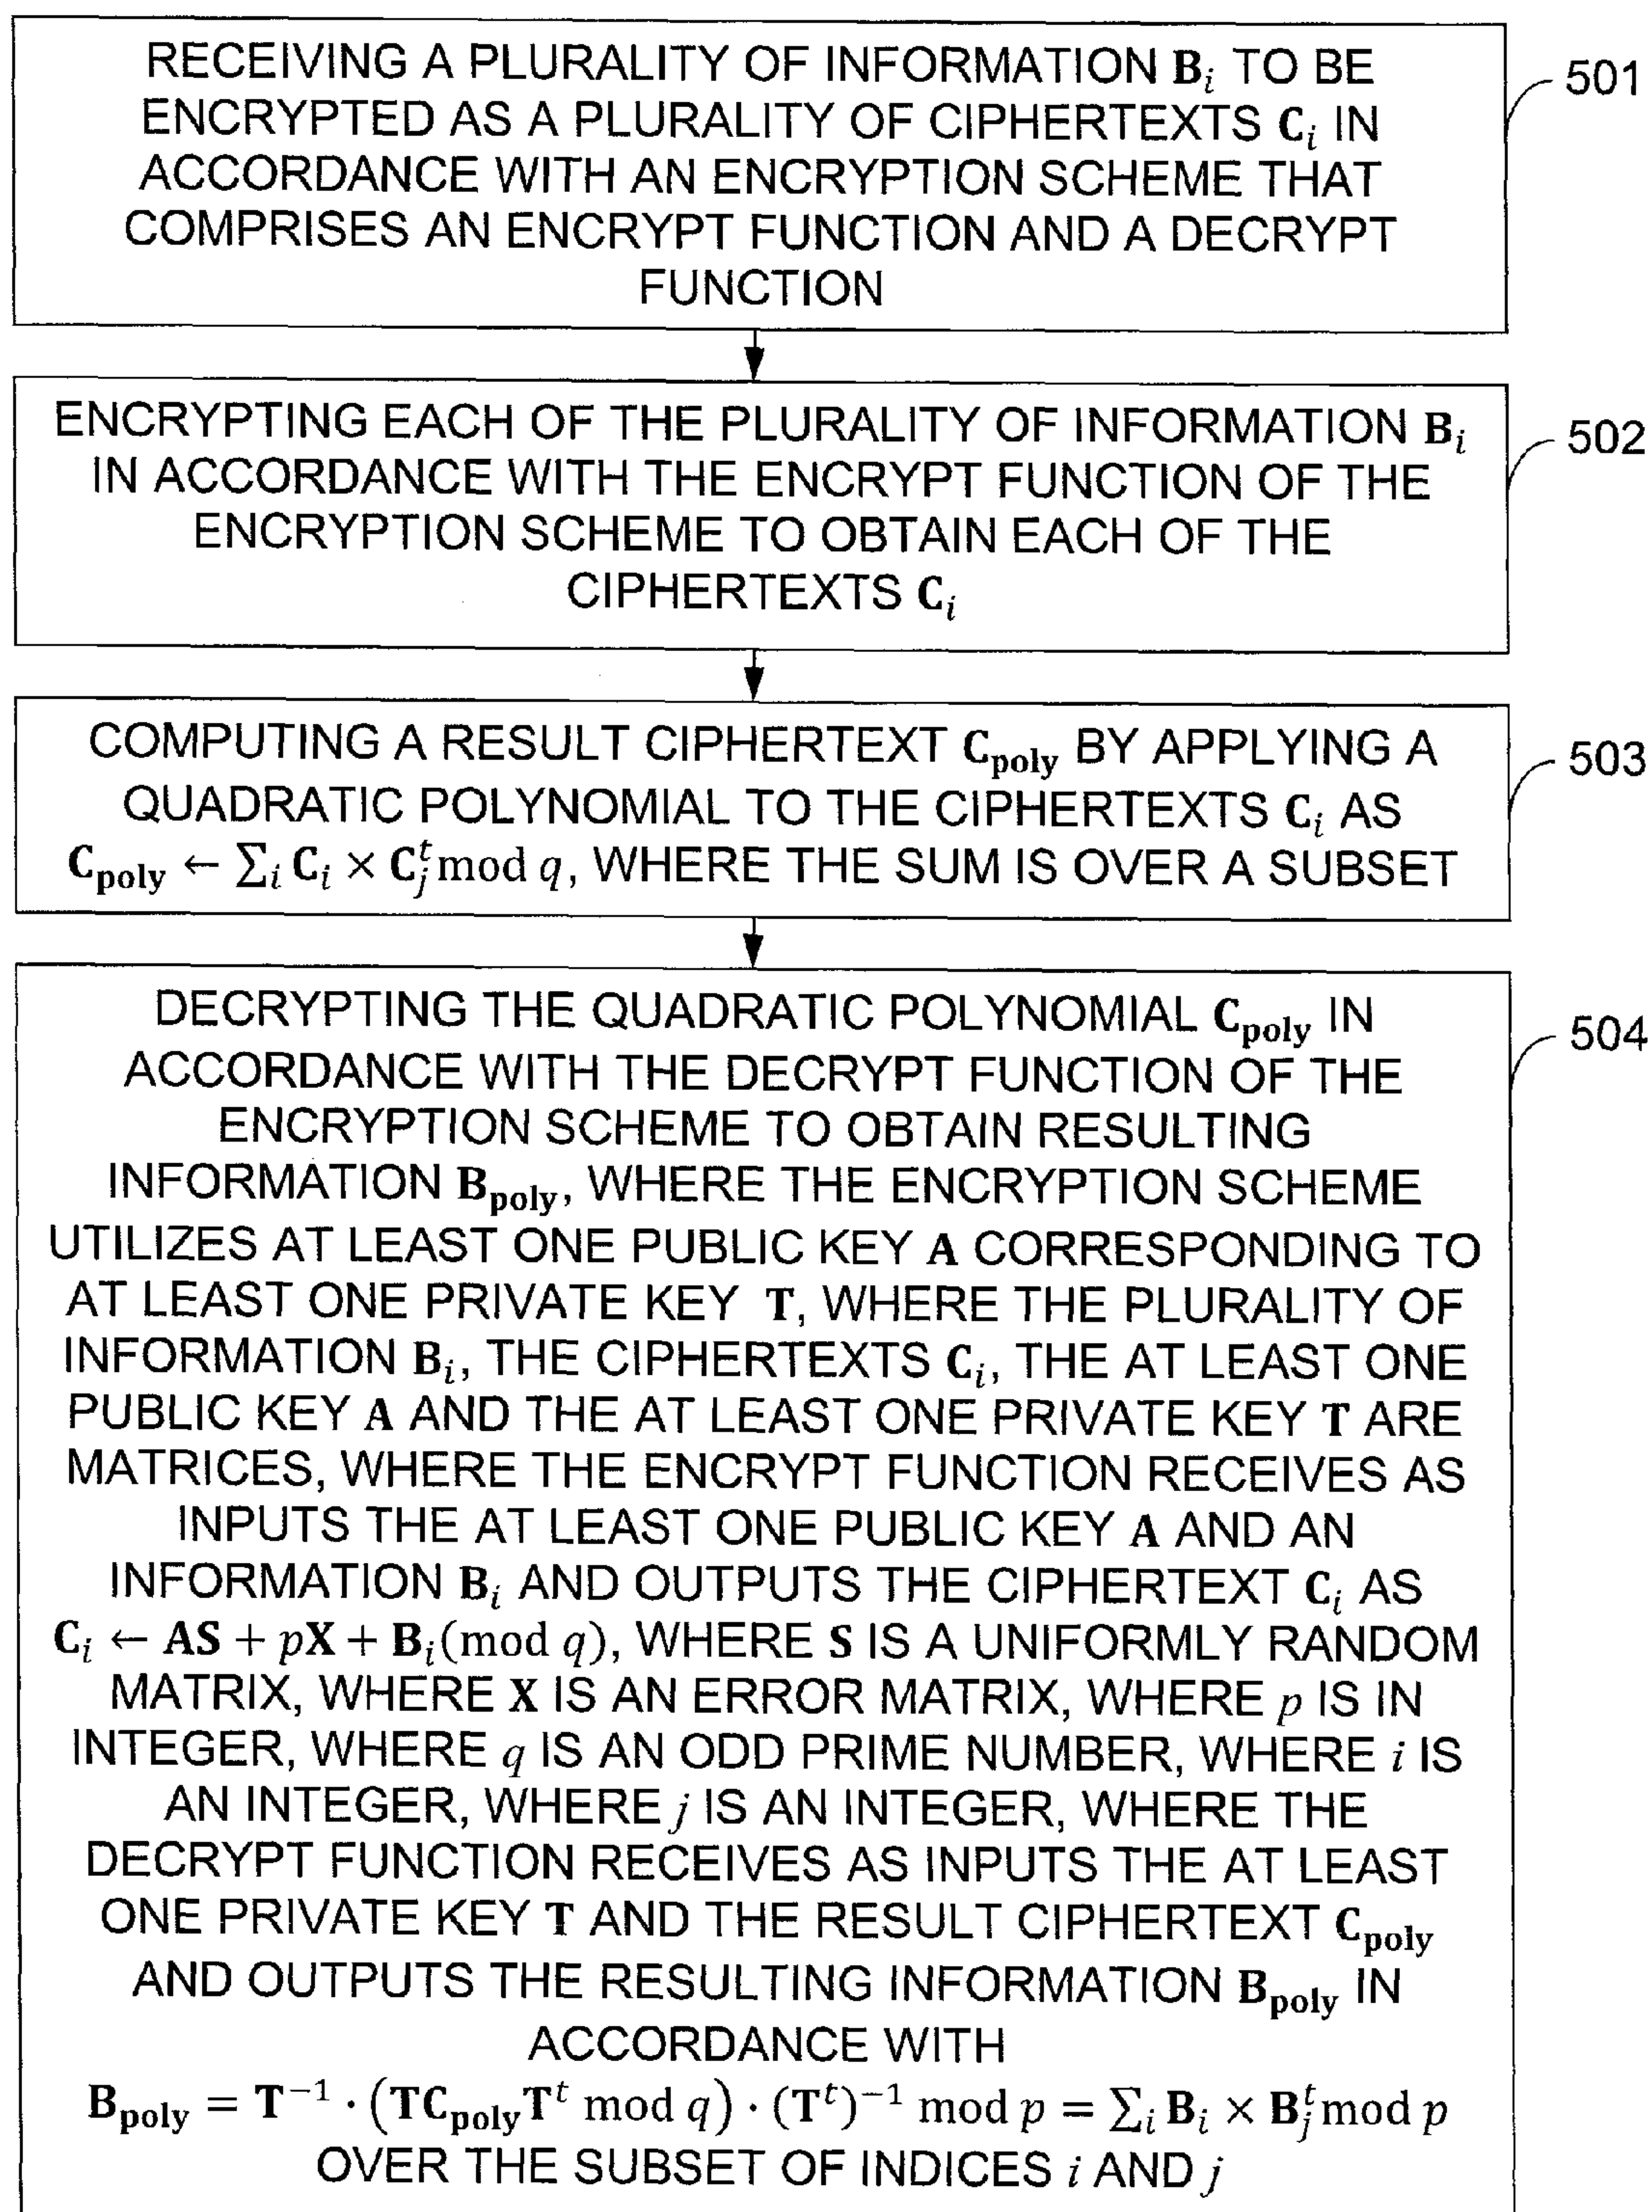 RECEIVING A PLURALITY OF INFORMATION Bᵢ TO BE
ENCRYPTED AS A PLURALITY OF CIPHERTEXTS Cᵢ IN
ACCORDANCE WITH AN ENCRYPTION SCHEME THAT
COMPRISES AN ENCRYPT FUNCTION AND A DECRYPT
FUNCTION
501
ENCRYPTING EACH OF THE PLURALITY OF INFORMATION Bᵢ
IN ACCORDANCE WITH THE ENCRYPT FUNCTION OF THE
ENCRYPTION SCHEME TO OBTAIN EACH OF THE
CIPHERTEXTS Cᵢ
502
COMPUTING A RESULT CIPHERTEXT C_poly BY APPLYING A
QUADRATIC POLYNOMIAL TO THE CIPHERTEXTS Cᵢ AS
C_poly ← ∑ᵢ Cᵢ × Cⱼᵗ mod q, WHERE THE SUM IS OVER A SUBSET
503
DECRYPTING THE QUADRATIC POLYNOMIAL C_poly IN
ACCORDANCE WITH THE DECRYPT FUNCTION OF THE
ENCRYPTION SCHEME TO OBTAIN RESULTING
INFORMATION B_poly, WHERE THE ENCRYPTION SCHEME
UTILIZES AT LEAST ONE PUBLIC KEY A CORRESPONDING TO
AT LEAST ONE PRIVATE KEY T, WHERE THE PLURALITY OF
INFORMATION Bᵢ, THE CIPHERTEXTS Cᵢ, THE AT LEAST ONE
PUBLIC KEY A AND THE AT LEAST ONE PRIVATE KEY T ARE
MATRICES, WHERE THE ENCRYPT FUNCTION RECEIVES AS
INPUTS THE AT LEAST ONE PUBLIC KEY A AND AN
INFORMATION Bᵢ AND OUTPUTS THE CIPHERTEXT Cᵢ AS
Cᵢ ← AS + pX + Bᵢ(mod q), WHERE S IS A UNIFORMLY RANDOM
MATRIX, WHERE X IS AN ERROR MATRIX, WHERE p IS IN
INTEGER, WHERE q IS AN ODD PRIME NUMBER, WHERE i IS
AN INTEGER, WHERE j IS AN INTEGER, WHERE THE
DECRYPT FUNCTION RECEIVES AS INPUTS THE AT LEAST
ONE PRIVATE KEY T AND THE RESULT CIPHERTEXT C_poly
AND OUTPUTS THE RESULTING INFORMATION B_poly IN
ACCORDANCE WITH
B_poly = T⁻¹ · (TC_polyTᵗ mod q) · (Tᵗ)⁻¹ mod p = ∑ᵢ Bᵢ × Bⱼᵗ mod p
OVER THE SUBSET OF INDICES i AND j
504